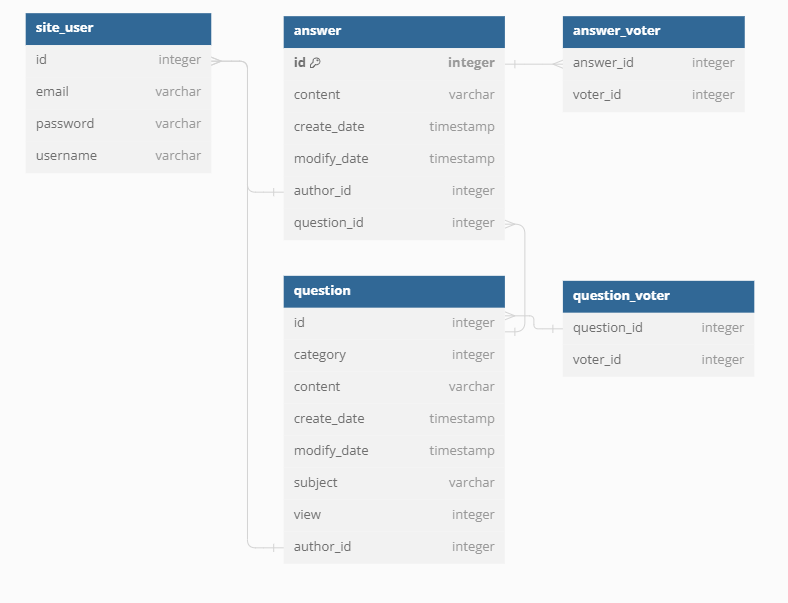 site_user
id integer
email varchar
password varchar
username varchar
answer
id integer
content varchar
create_date timestamp
modify_date timestamp
author_id integer
question_id integer
answer_voter
answer_id integer
voter_id integer
question
id integer
category integer
content varchar
create_date timestamp
modify_date timestamp
subject varchar
view integer
author_id integer
question_voter
question_id integer
voter_id integer